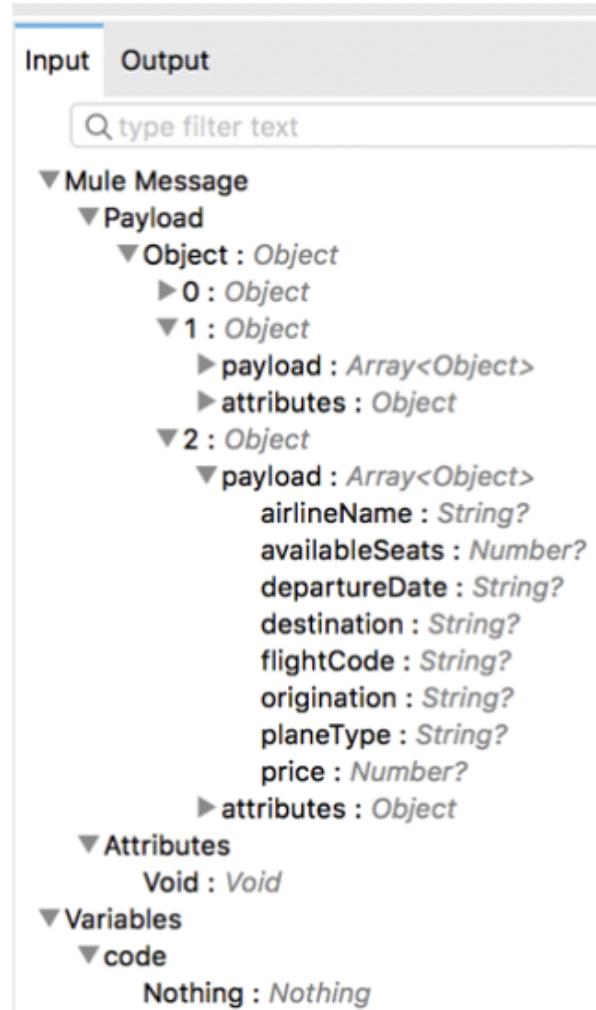 Input Output
type filter text
Mule Message
Payload
Object : Object
0 : Object
1 : Object
payload : Array<Object>
attributes : Object
2 : Object
payload : Array<Object>
airlineName : String?
availableSeats : Number?
departureDate : String?
destination : String?
flightCode : String?
origination : String?
planeType : String?
price : Number?
attributes : Object
Attributes
Void : Void
Variables
code
Nothing : Nothing